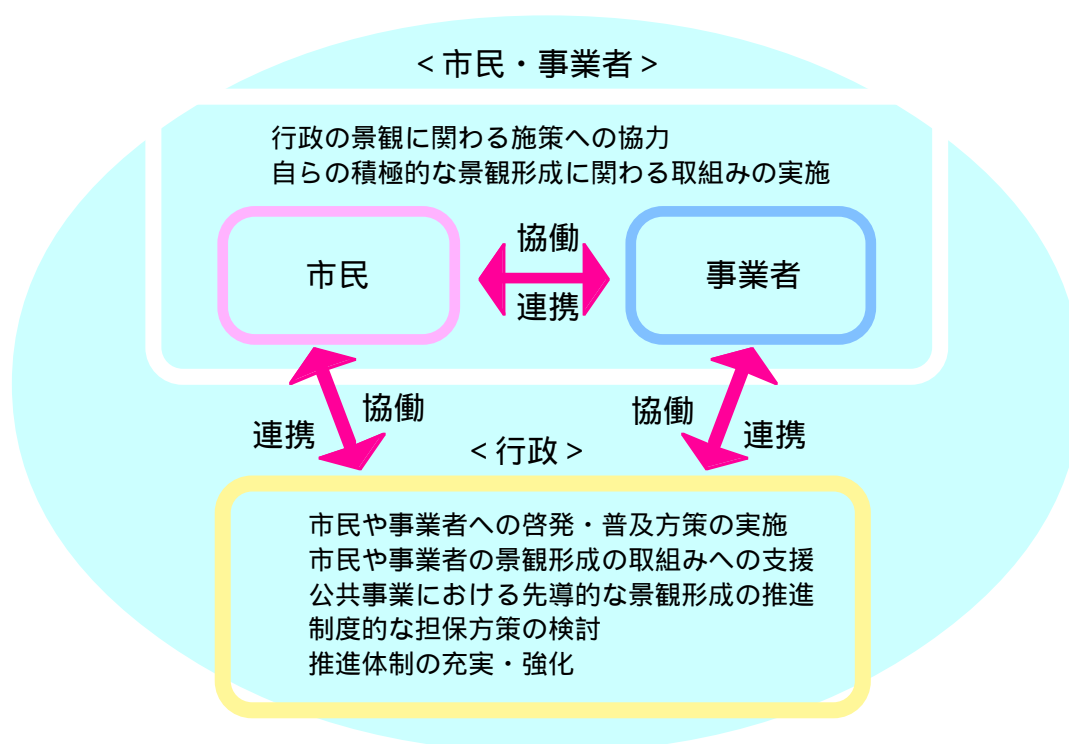 ＜市民・事業者＞
行政の景観に関わる施策への協力
自らの積極的な景観形成に関わる取組みの実施
市民
協働
連携
事業者
連携
協働
協働
連携
＜行政＞
市民や事業者への啓発・普及方策の実施
市民や事業者の景観形成の取組みへの支援
公共事業における先導的な景観形成の推進
制度的な担保方策の検討
推進体制の充実・強化